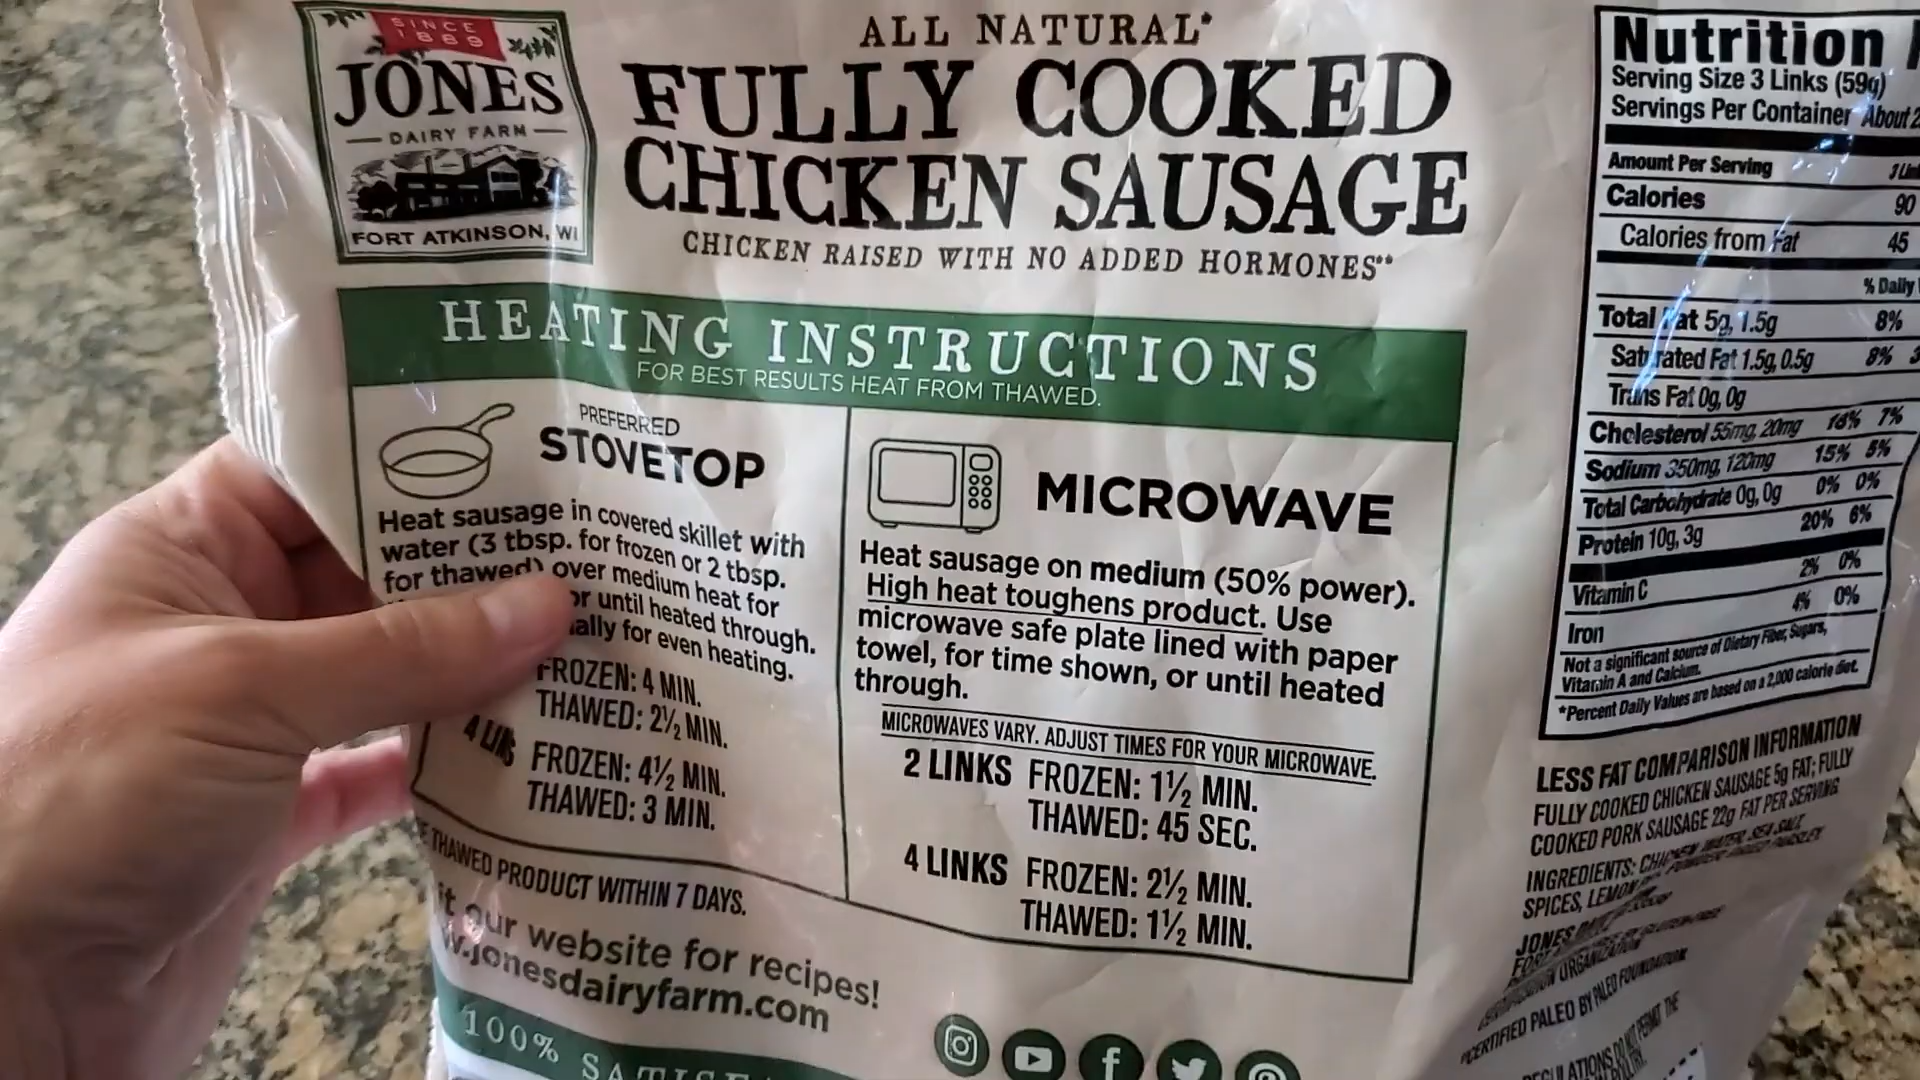 SINCE
1889
JONES
DAIRY FARM
FORT ATKINSON, WI
ALL NATURAL*
FULLY COOKED
CHICKEN SAUSAGE
CHICKEN RAISED WITH NO ADDED HORMONES**
HEATING INSTRUCTIONS
FOR BEST RESULTS HEAT FROM THAWED.
PREFERRED
STOVETOP
Heat sausage in covered skillet with
water (3 tbsp. for frozen or 2 tbsp.
for thawed) over medium heat for
or until heated through.
for even heating.
FROZEN: 4 MIN.
THAWED: 2½ MIN.
4
FROZEN: 4½ MIN.
THAWED: 3 MIN.
THAWED PRODUCT WITHIN 7 DAYS.
our website for recipes!
.jonesdairyfarm.com
100%
MICROWAVE
Heat sausage on medium (50% power).
High heat toughens product. Use
microwave safe plate lined with paper
towel, for time shown, or until heated
through.
MICROWAVES VARY. ADJUST TIMES FOR YOUR MICROWAVE.
2 LINKS FROZEN: 1½ MIN.
THAWED: 45 SEC.
4 LINKS FROZEN: 2½ MIN.
THAWED: 1½ MIN.
Nutrition
Serving Size 3 Links (59g)
Servings Per Container About
Amount Per Serving
Calories 90
Calories from Fat 45
% Daily
Total Fat 5g, 1.5g 8%
Saturated Fat 1.5g, 0.5g 8%
Trans Fat 0g, 0g
Cholesterol 55mg, 20mg 18% 7%
Sodium 350mg, 120mg 15% 5%
Total Carbohydrate 0g, 0g 0% 0%
Protein 10g, 3g 20% 6%
Vitamin C 2% 0%
Iron 4% 0%
Not a significant source of Dietary Fiber, Sugars,
Vitamin A and Calcium.
*Percent Daily Values are based on a 2,000 calorie diet.
LESS FAT COMPARISON INFORMATION
FULLY COOKED CHICKEN SAUSAGE 5g FAT; FULLY
COOKED PORK SAUSAGE 22g FAT PER SERVING
INGREDIENTS: CHICKEN, WATER, SEA SALT,
SPICES, LEMON
JONES
ORGANIZATION
CERTIFIED PALEO BY PALEO FOUNDATION